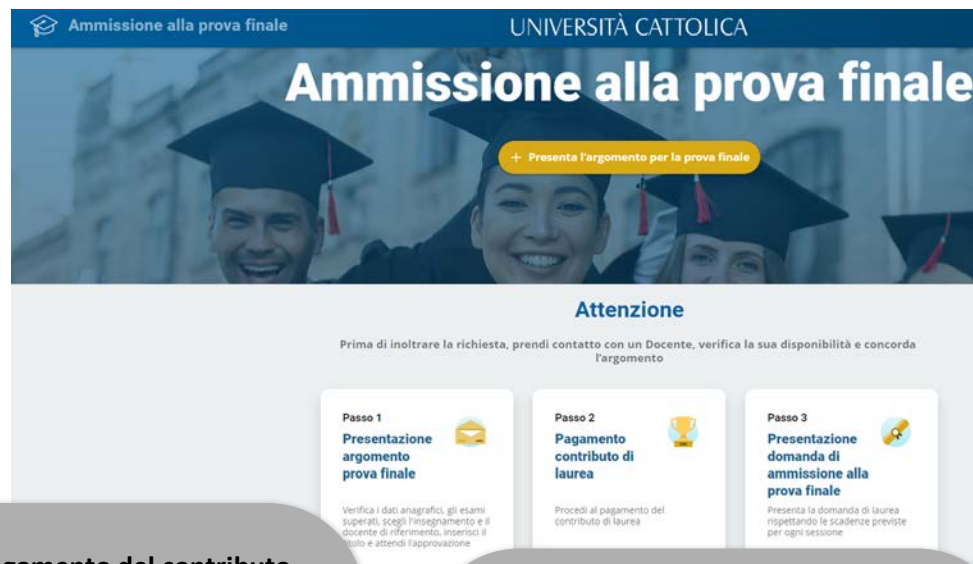 Ammissione alla prova finale
UNIVERSITÀ CATTOLICA
Ammissione alla prova finale
+ Presenta l'argomento per la prova finale
Attenzione
Prima di inoltrare la richiesta, prendi contatto con un Docente, verifica la sua disponibilità e concorda
l'argomento
Passo 1
Presentazione
argomento
prova finale
Verifica i dati anagrafici, gli esami
superati, scegli l'insegnamento e il
docente di riferimento, inserisci il
titolo e attendi l'approvazione
Passo 2
Pagamento
contributo di
laurea
Procedi al pagamento del
contributo di laurea
Passo 3
Presentazione
domanda di
ammissione alla
prova finale
Presenta la domanda di laurea
rispettando le scadenze previste
per ogni sessione
gamento del contributo